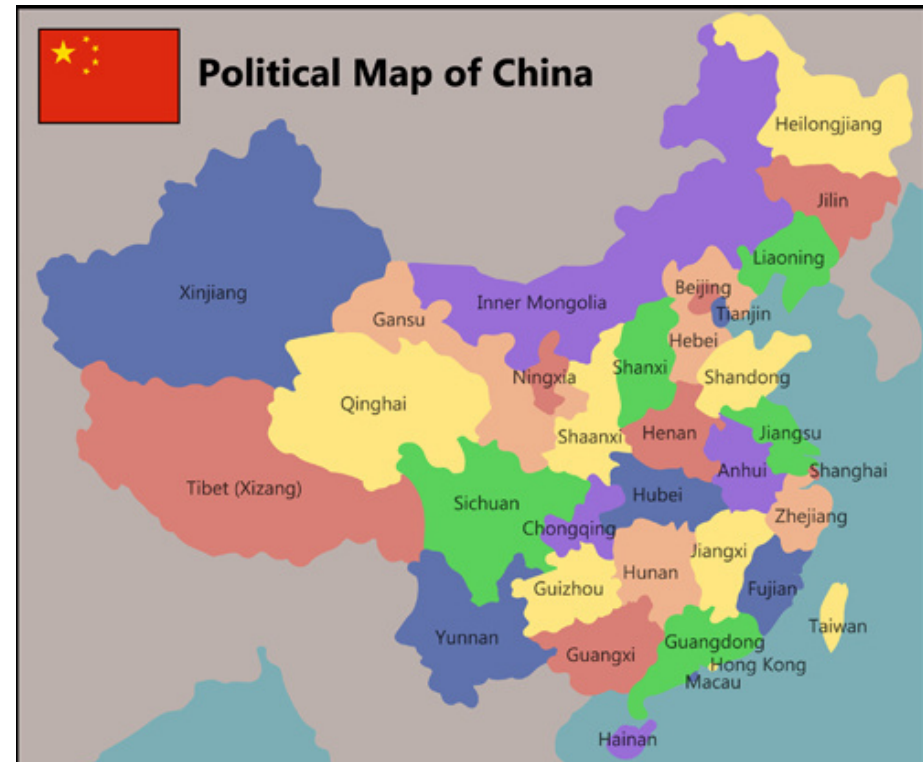 Political Map of China
Heilongjiang
Jilin
Liaoning
Xinjiang
Inner Mongolia
Beijing
Tianjin
Gansu
Hebei
Ningxia
Shanxi
Shandong
Qinghai
Shaanxi
Henan
Jiangsu
Tibet (Xizang)
Sichuan
Hubei
Anhui
Shanghai
Chongqing
Zhejiang
Jiangxi
Guizhou
Hunan
Fujian
Taiwan
Yunnan
Guangxi
Guangdong
Hong Kong
Macau
Hainan